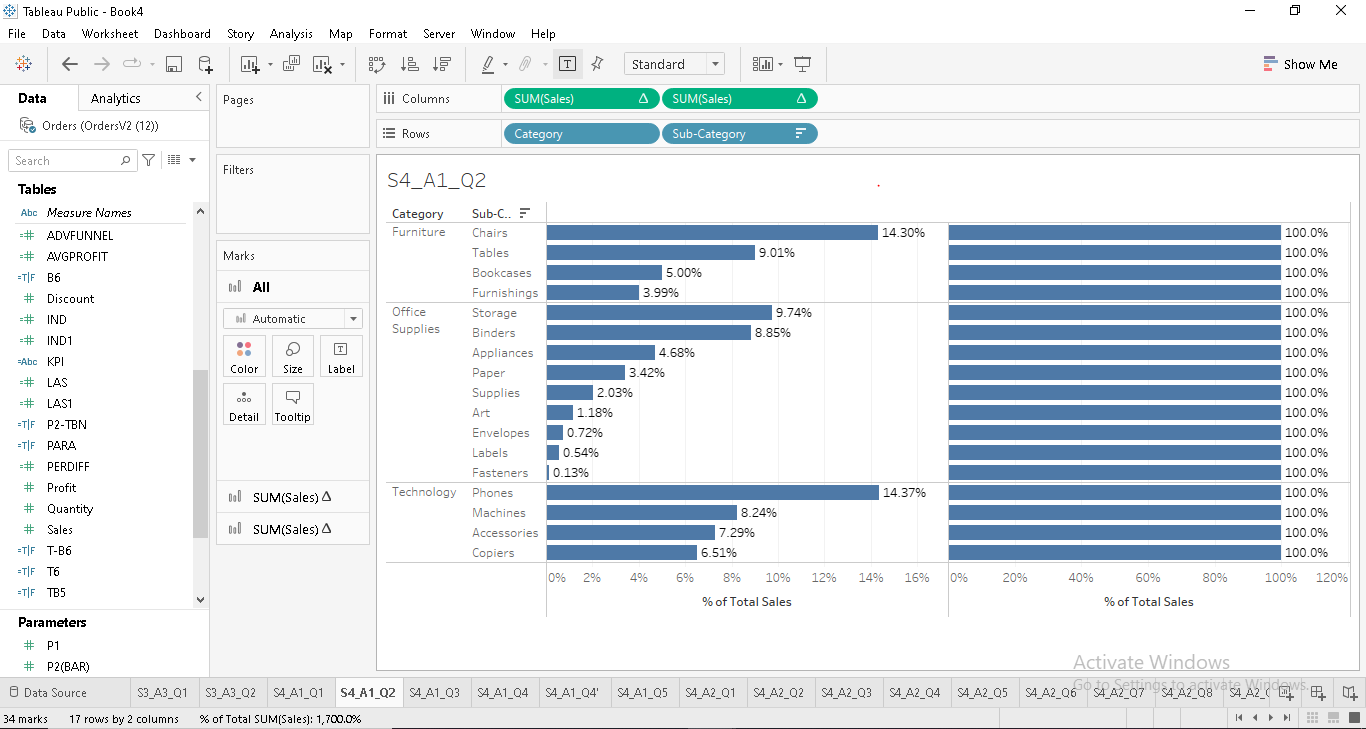 Tableau Public - Book4
File Data Worksheet Dashboard Story Analysis Map Format Server Window Help
Standard Show Me
Data Analytics
Orders (OrdersV2 (12))
Search
Tables
Abc Measure Names
ADVFUNNEL
AVGPROFIT
=T|F B6
Discount
IND
IND1
=Abc KPI
LAS
LAS1
=T|F P2-TBN
=T|F PARA
PERDIFF
Profit
Quantity
Sales
=T|F T-B6
=T|F T6
=T|F TB5
Parameters
P1
P2(BAR)
Pages
Filters
Marks
All
Automatic
Color Size Label
Detail Tooltip
SUM(Sales) Δ
SUM(Sales) Δ
Columns SUM(Sales) Δ SUM(Sales) Δ
Rows Category Sub-Category
S4_A1_Q2
Category Sub-C..
Furniture Chairs 14.30% 100.0%
Tables 9.01% 100.0%
Bookcases 5.00% 100.0%
Furnishings 3.99% 100.0%
Office Supplies Storage 9.74% 100.0%
Binders 8.85% 100.0%
Appliances 4.68% 100.0%
Paper 3.42% 100.0%
Supplies 2.03% 100.0%
Art 1.18% 100.0%
Envelopes 0.72% 100.0%
Labels 0.54% 100.0%
Fasteners 0.13% 100.0%
Technology Phones 14.37% 100.0%
Machines 8.24% 100.0%
Accessories 7.29% 100.0%
Copiers 6.51% 100.0%
0% 2% 4% 6% 8% 10% 12% 14% 16% 0% 20% 40% 60% 80% 100% 120%
% of Total Sales % of Total Sales
Activate Windows
Go to Settings to activate Windows.
Data Source S3_A3_Q1 S3_A3_Q2 S4_A1_Q1 S4_A1_Q2 S4_A1_Q3 S4_A1_Q4 S4_A1_Q4' S4_A1_Q5 S4_A2_Q1 S4_A2_Q2 S4_A2_Q3 S4_A2_Q4 S4_A2_Q5 S4_A2_Q6 S4_A2_Q7 S4_A2_Q8 S4_A2_
34 marks 17 rows by 2 columns % of Total SUM(Sales): 1,700.0%